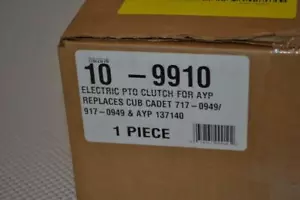 10 - 9910
ELECTRIC PTO CLUTCH FOR AYP
REPLACES CUB CADET 717-0949/
917-0949 & AYP 137140
1 PIECE